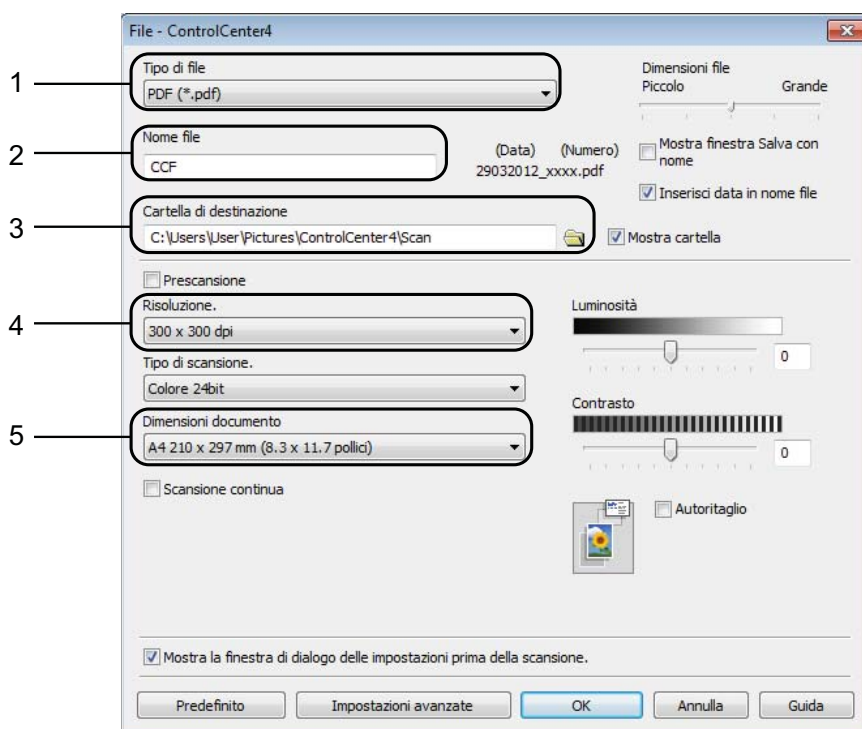 File - ControlCenter4
1
Tipo di file
PDF (*.pdf)
Dimensioni file
Piccolo Grande
2
Nome file
CCF
(Data) (Numero)
29032012_xxxx.pdf
Mostra finestra Salva con
nome
Inserisci data in nome file
3
Cartella di destinazione
C:\Users\User\Pictures\ControlCenter4\Scan
Mostra cartella
Prescansione
4
Risoluzione.
300 x 300 dpi
Luminosità
0
Tipo di scansione.
Colore 24bit
Contrasto
0
5
Dimensioni documento
A4 210 x 297 mm (8.3 x 11.7 pollici)
Scansione continua
Autoritaglio
Mostra la finestra di dialogo delle impostazioni prima della scansione.
Predefinito Impostazioni avanzate OK Annulla Guida